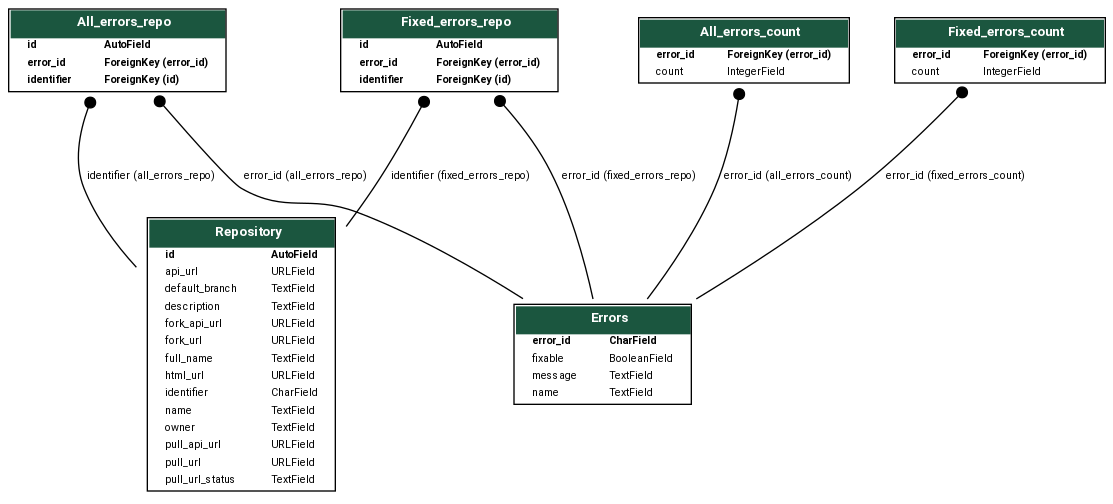 All_errors_repo
id AutoField
error_id ForeignKey (error_id)
identifier ForeignKey (id)
Fixed_errors_repo
id AutoField
error_id ForeignKey (error_id)
identifier ForeignKey (id)
All_errors_count
error_id ForeignKey (error_id)
count IntegerField
Fixed_errors_count
error_id ForeignKey (error_id)
count IntegerField
identifier (all_errors_repo)
error_id (all_errors_repo)
identifier (fixed_errors_repo)
error_id (fixed_errors_repo)
error_id (all_errors_count)
error_id (fixed_errors_count)
Repository
id AutoField
api_url URLField
default_branch TextField
description TextField
fork_api_url URLField
fork_url URLField
full_name TextField
html_url URLField
identifier CharField
name TextField
owner TextField
pull_api_url URLField
pull_url URLField
pull_url_status TextField
Errors
error_id CharField
fixable BooleanField
message TextField
name TextField